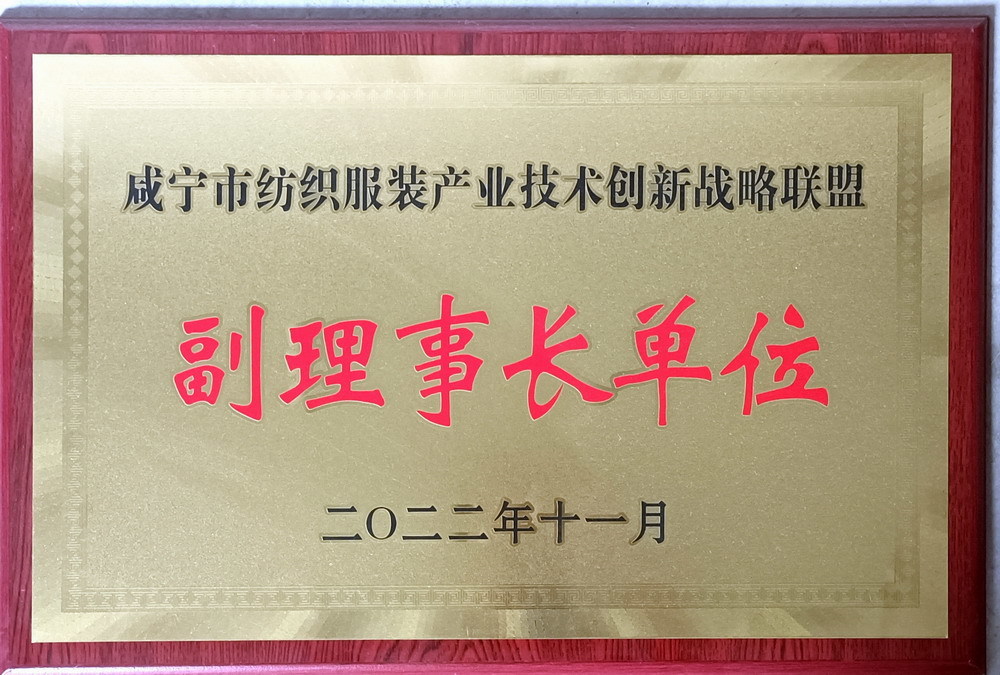 咸宁市纺织服装产业技术创新战略联盟
副理事长单位
二O二二年十一月